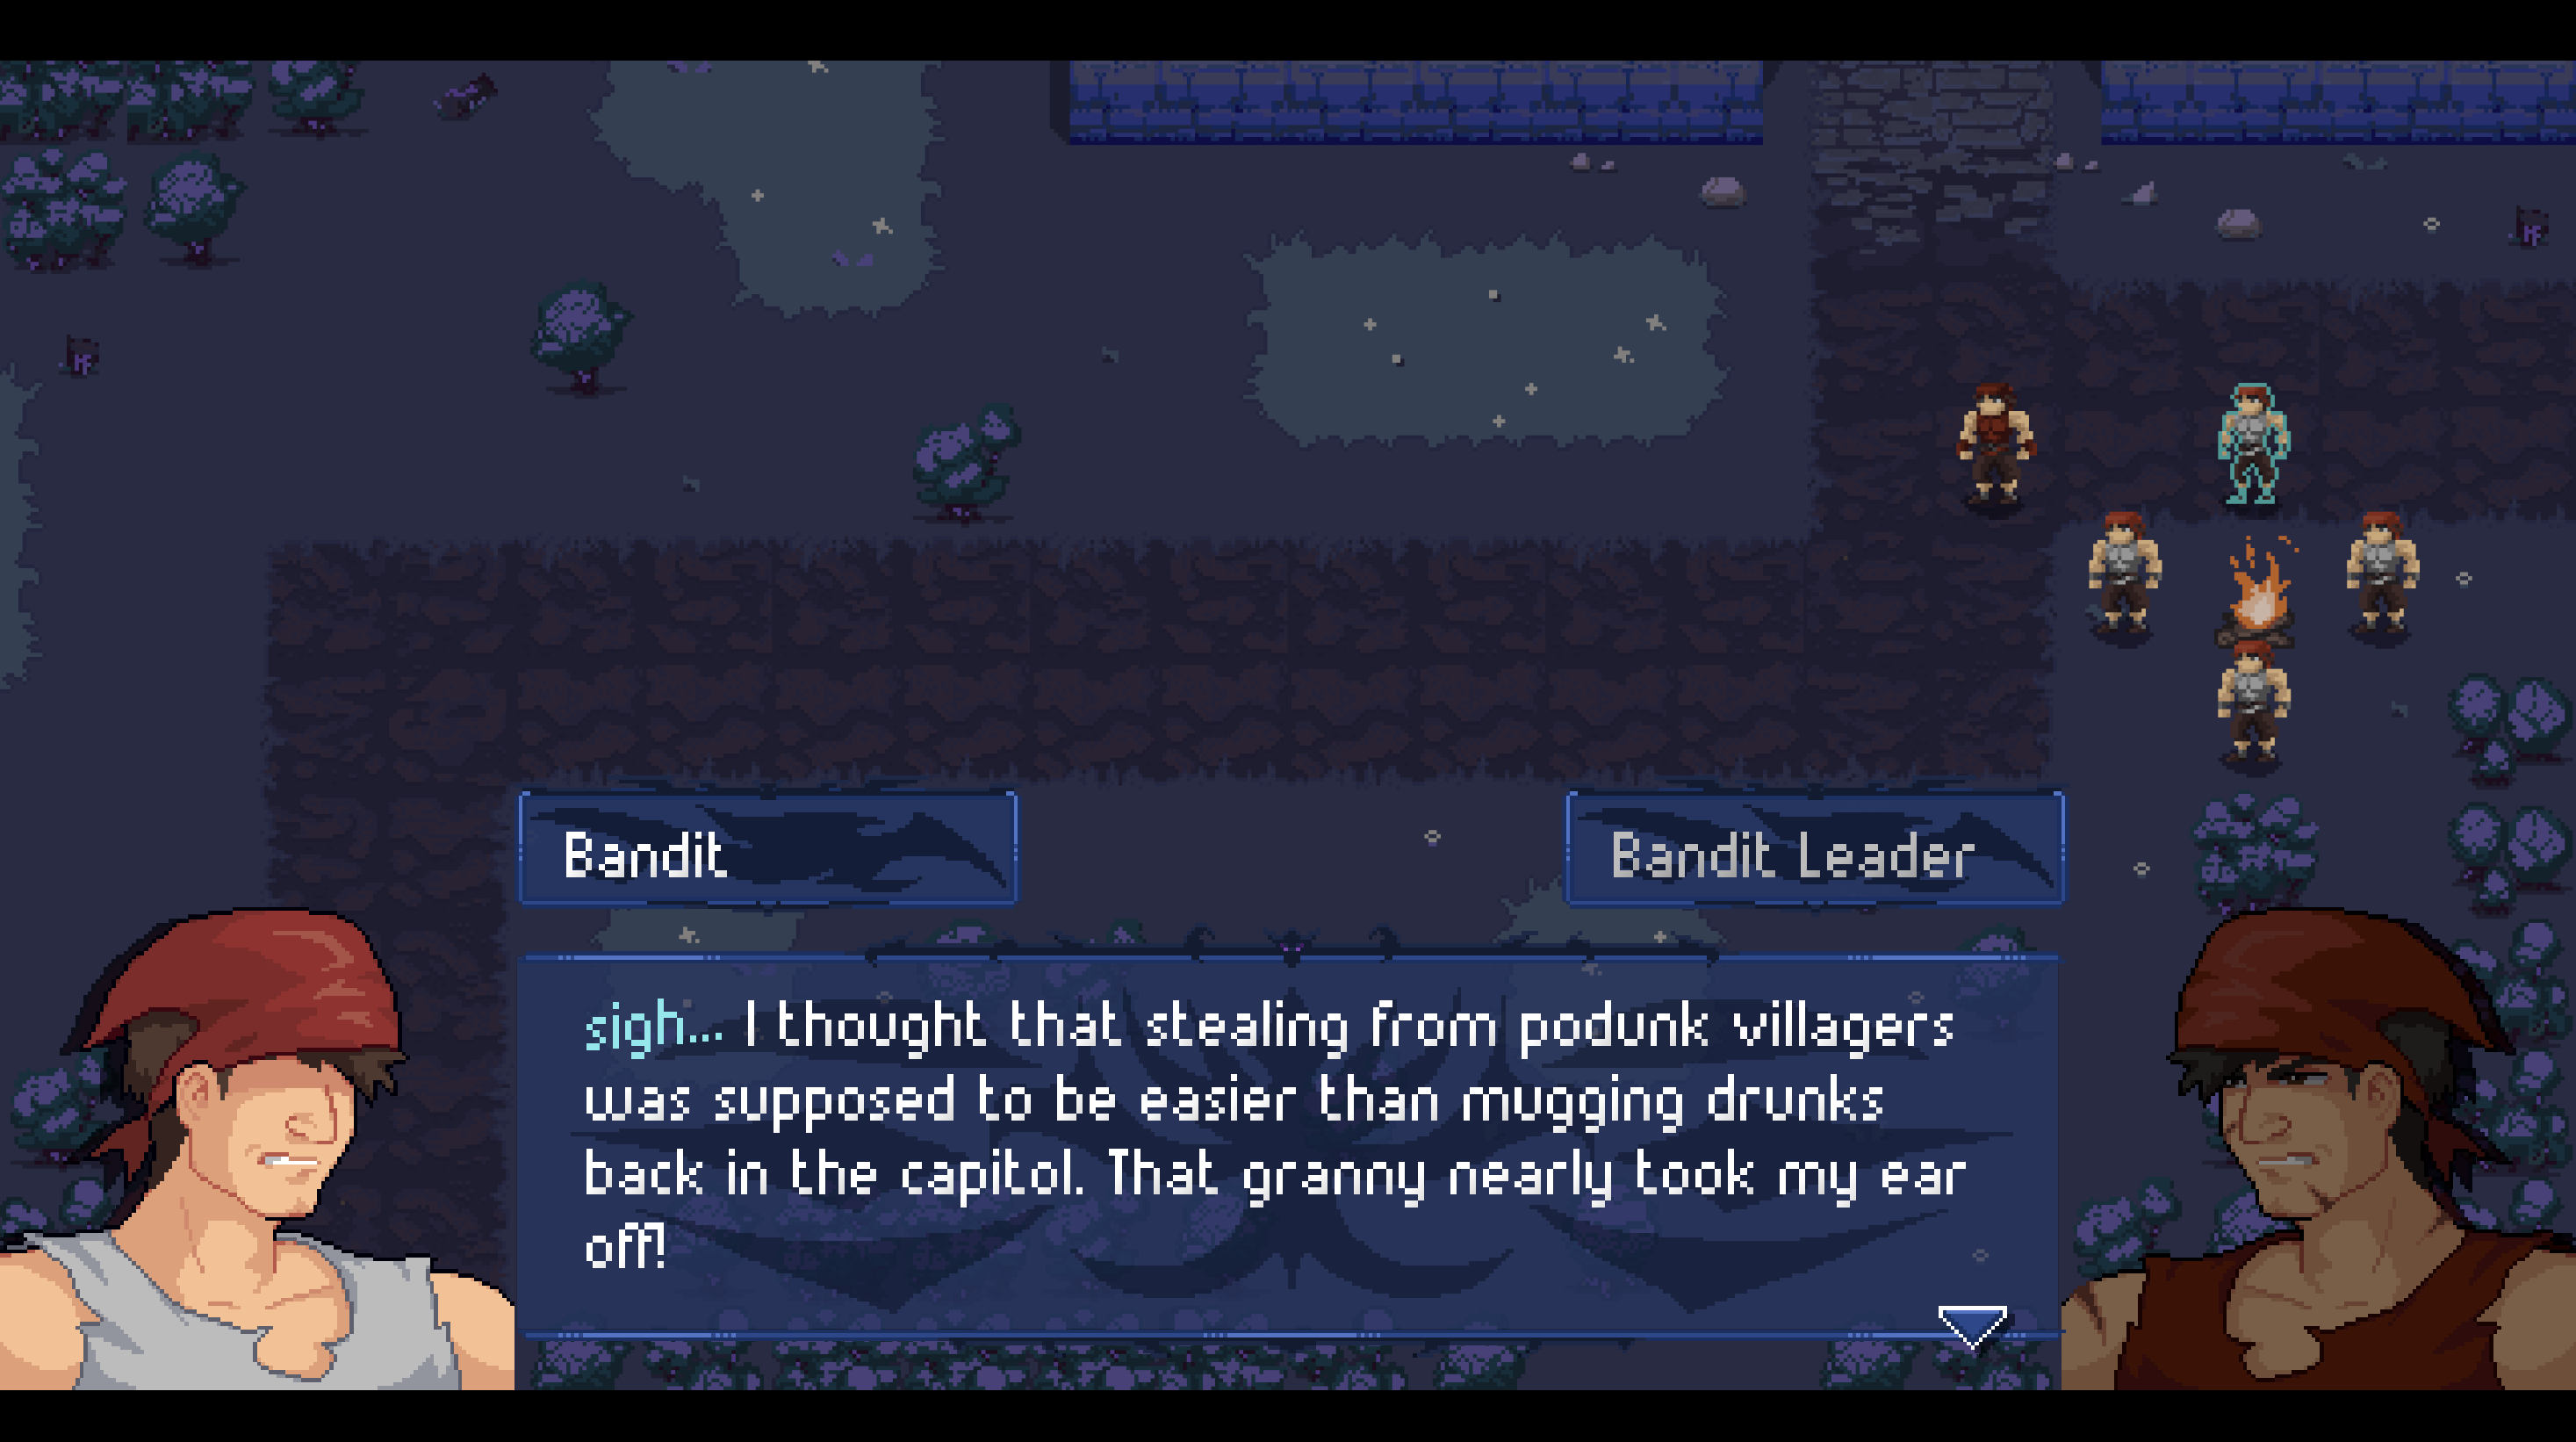 Bandit
Bandit Leader
sigh... I thought that stealing from podunk villagers
was supposed to be easier than mugging drunks
back in the capitol. That granny nearly took my ear
off!